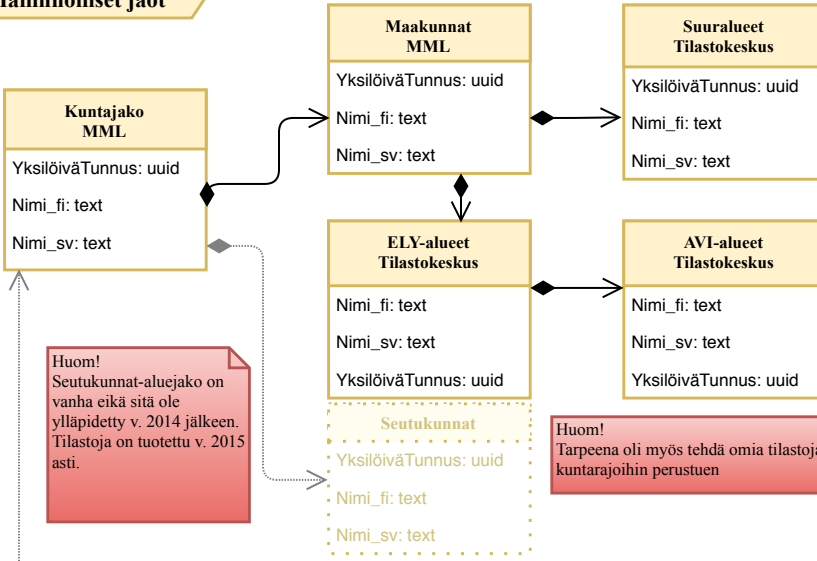 jaot
Kuntajako
MML
YksilöiväTunnus: uuid
Nimi_fi: text
Nimi_sv: text
Maakunnat
MML
YksilöiväTunnus: uuid
Nimi_fi: text
Nimi_sv: text
Suuralueet
Tilastokeskus
YksilöiväTunnus: uuid
Nimi_fi: text
Nimi_sv: text
ELY-alueet
Tilastokeskus
Nimi_fi: text
Nimi_sv: text
YksilöiväTunnus: uuid
AVI-alueet
Tilastokeskus
Nimi_fi: text
Nimi_sv: text
YksilöiväTunnus: uuid
Huom!
Seutukunnat-aluejako on
vanha eikä sitä ole
ylläpidetty v. 2014 jälkeen.
Tilastoja on tuotettu v. 2015
asti.
Seutukunnat
YksilöiväTunnus: uuid
Nimi_fi: text
Nimi_sv: text
Huom!
Tarpeena oli myös tehdä omia tilastoja
kuntarajoihin perustuen